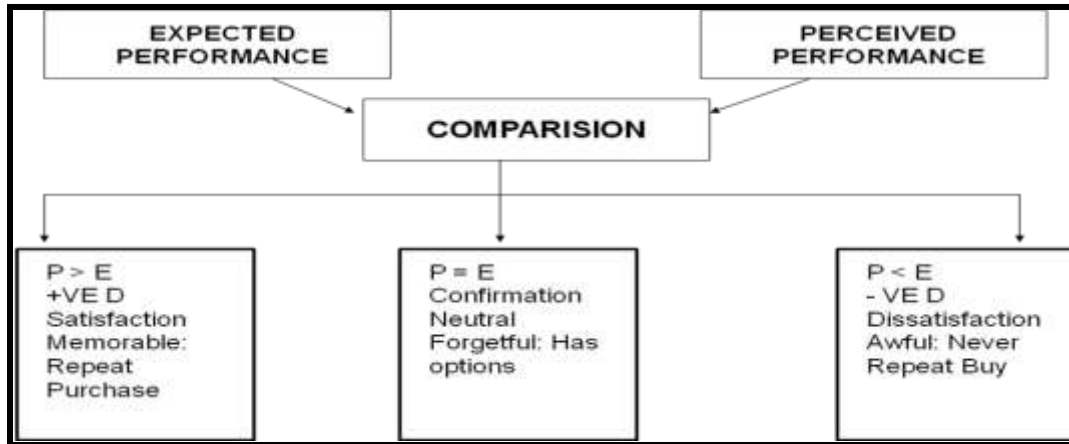 EXPECTED
PERFORMANCE
PERCEIVED
PERFORMANCE
COMPARISION
P > E
+VE D
Satisfaction
Memorable:
Repeat
Purchase
P = E
Confirmation
Neutral
Forgetful: Has
options
P < E
- VE D
Dissatisfaction
Awful: Never
Repeat Buy